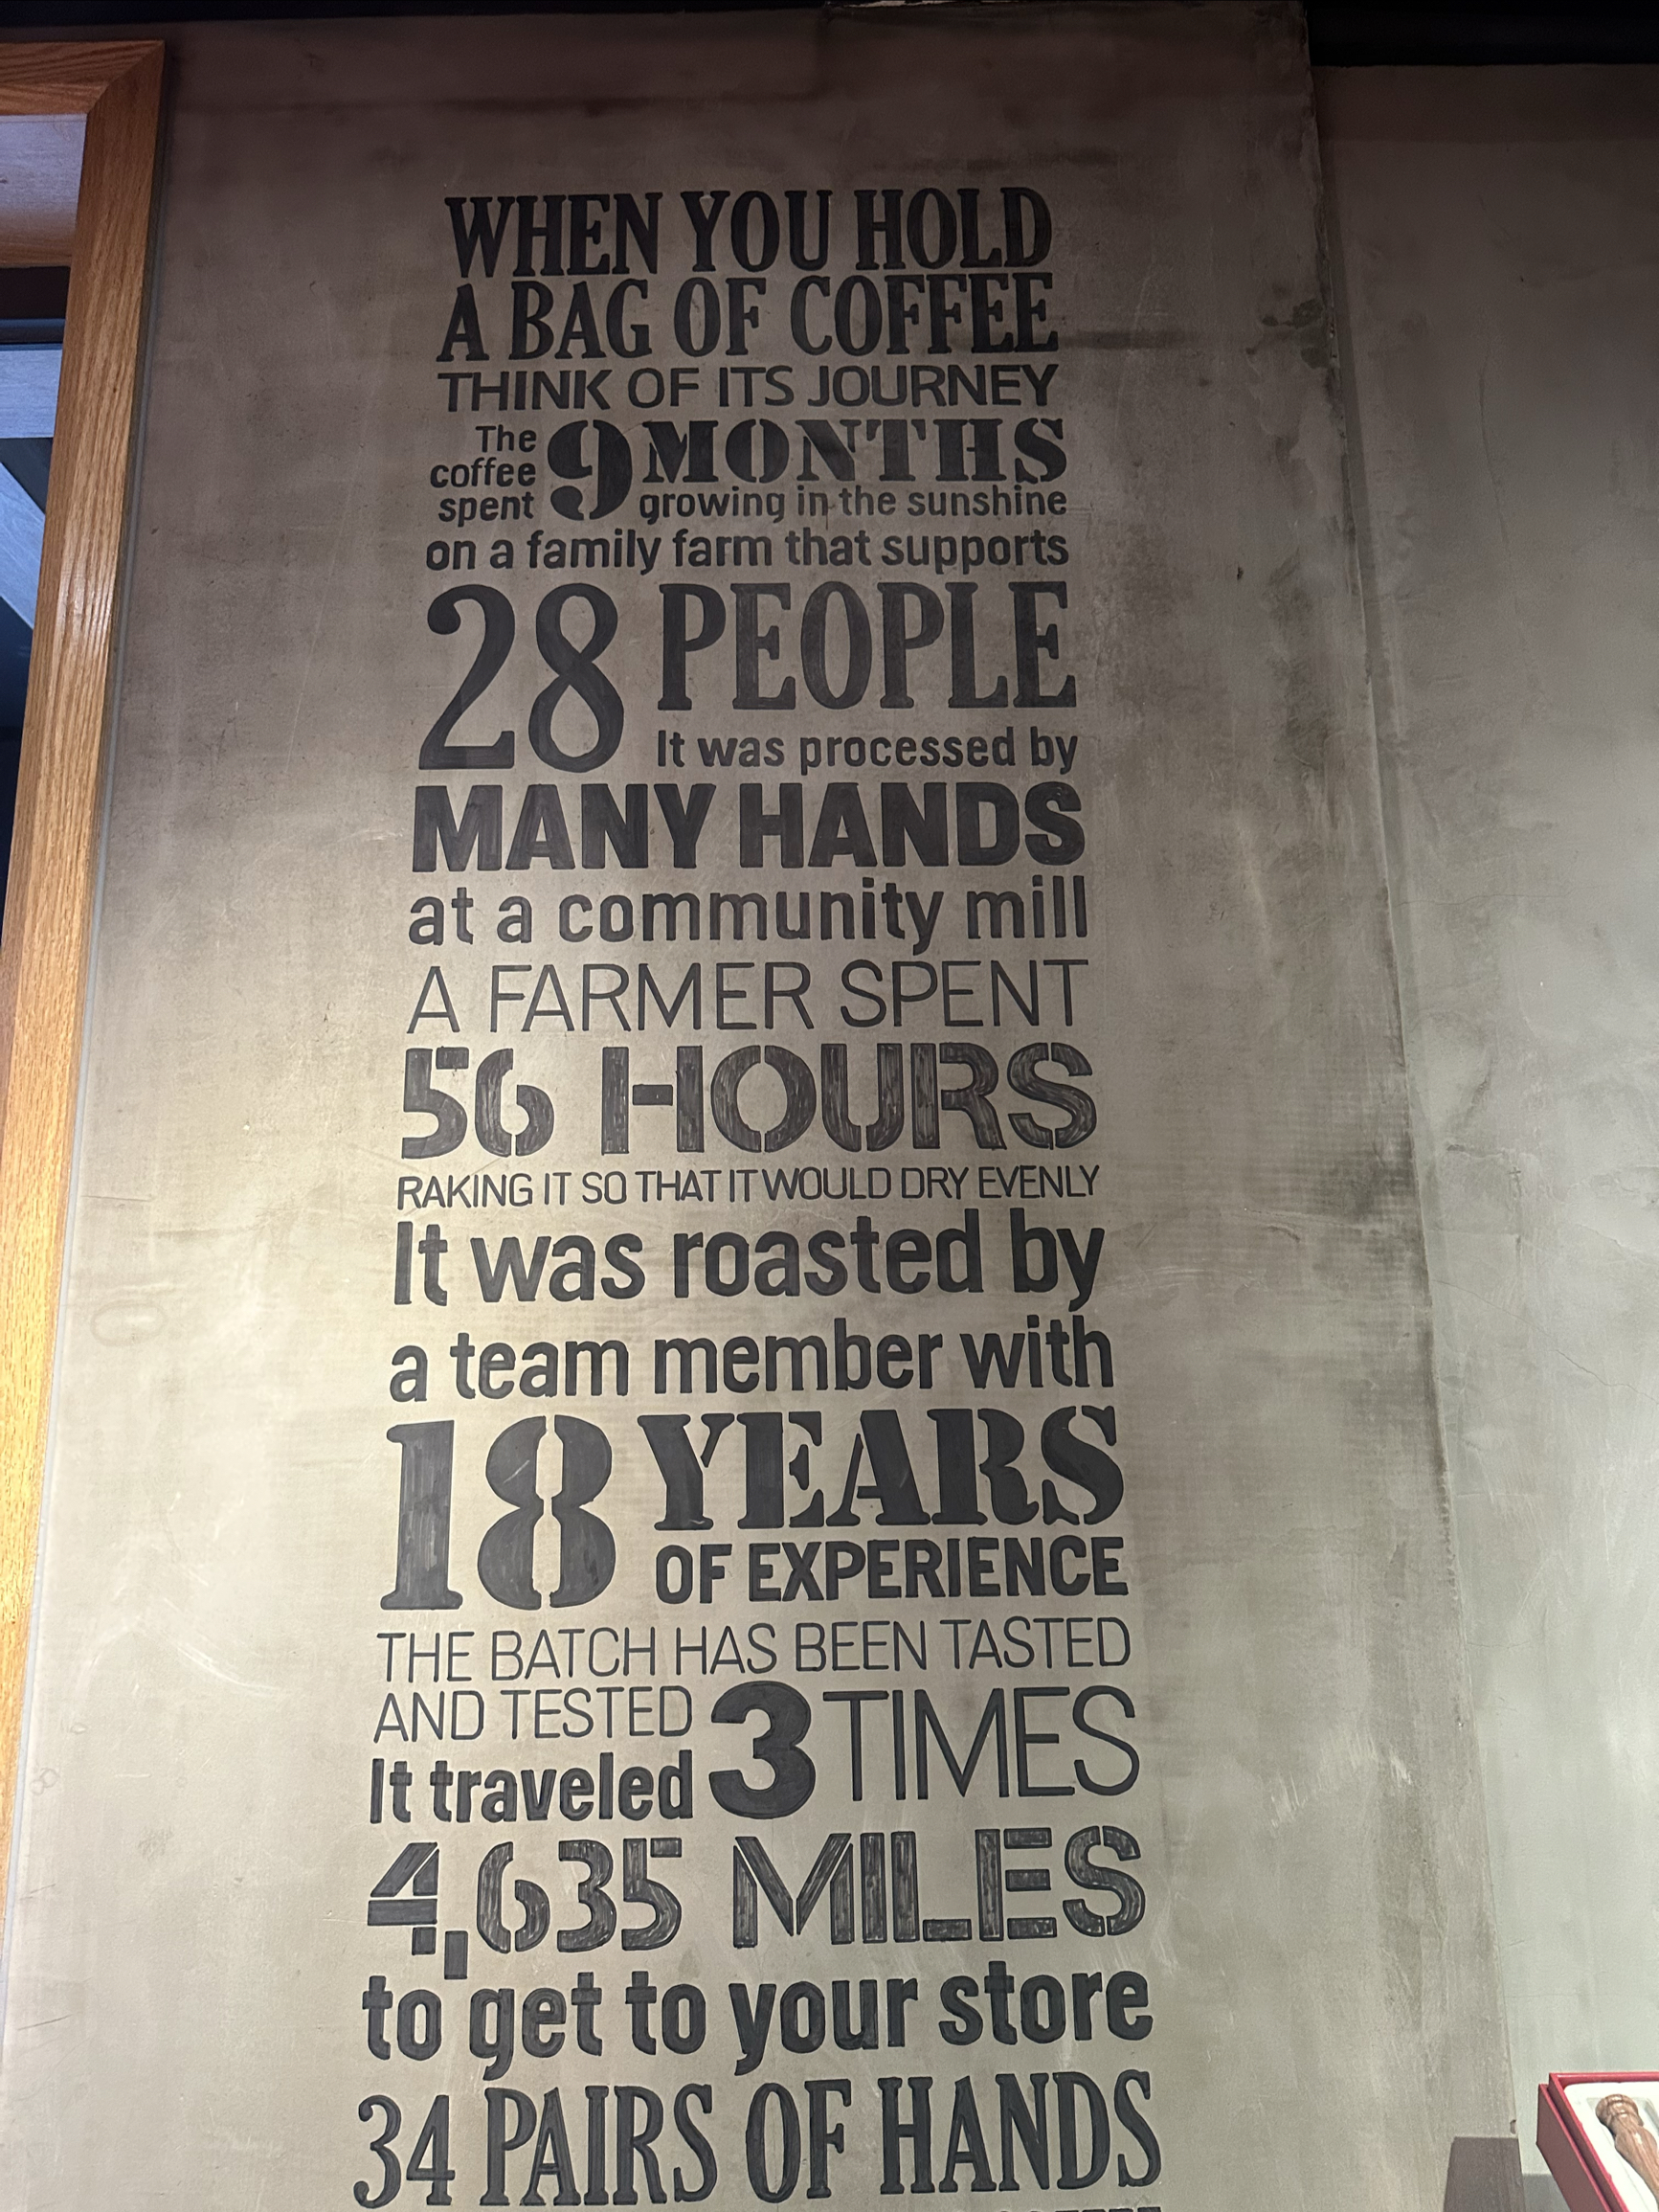 WHEN YOU HOLD
A BAG OF COFFEE
THINK OF ITS JOURNEY
The coffee spent 9 MONTHS
growing in the sunshine
on a family farm that supports
28 PEOPLE
It was processed by
MANY HANDS
at a community mill
A FARMER SPENT
56 HOURS
RAKING IT SO THAT IT WOULD DRY EVENLY
It was roasted by
a team member with
18 YEARS
OF EXPERIENCE
THE BATCH HAS BEEN TASTED
AND TESTED 3 TIMES
It traveled
4,635 MILES
to get to your store
34 PAIRS OF HANDS